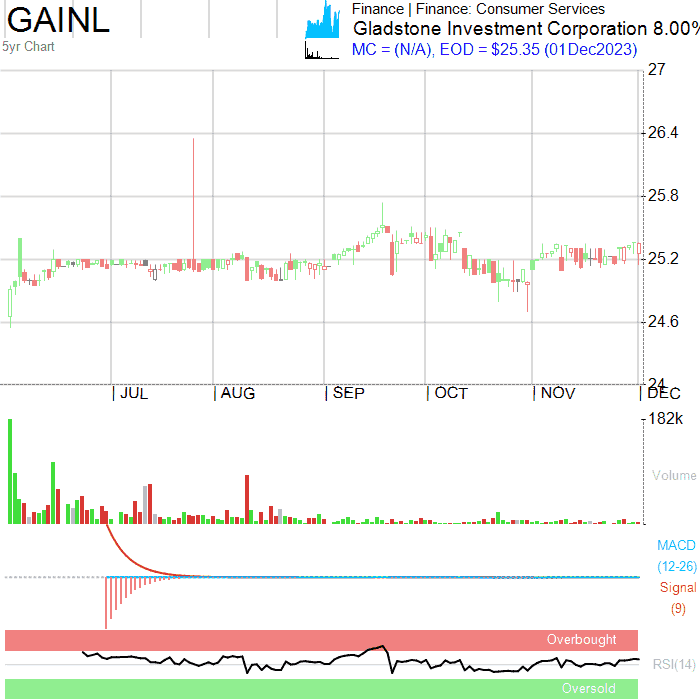 GAINL
5yr Chart
Finance | Finance: Consumer Services
Gladstone Investment Corporation 8.00%
MC = (N/A), EOD = $25.35 (01Dec2023)
27
26.4
25.8
25.2
24.6
24
JUL AUG SEP OCT NOV DEC
182k
Volume
MACD
(12-26)
Signal
(9)
Overbought
RSI(14)
Oversold